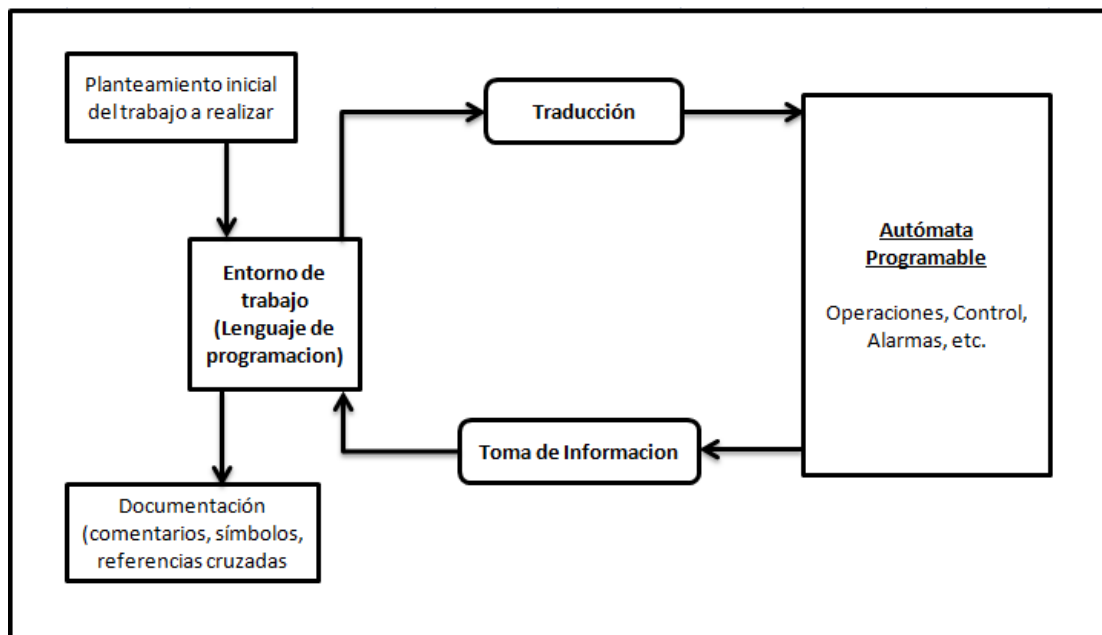 Planteamiento inicial
del trabajo a realizar
Traducción
Autómata
Programable
Operaciones, Control,
Alarmas, etc.
Entorno de
trabajo
(Lenguaje de
programacion)
Toma de Informacion
Documentación
(comentarios, símbolos,
referencias cruzadas